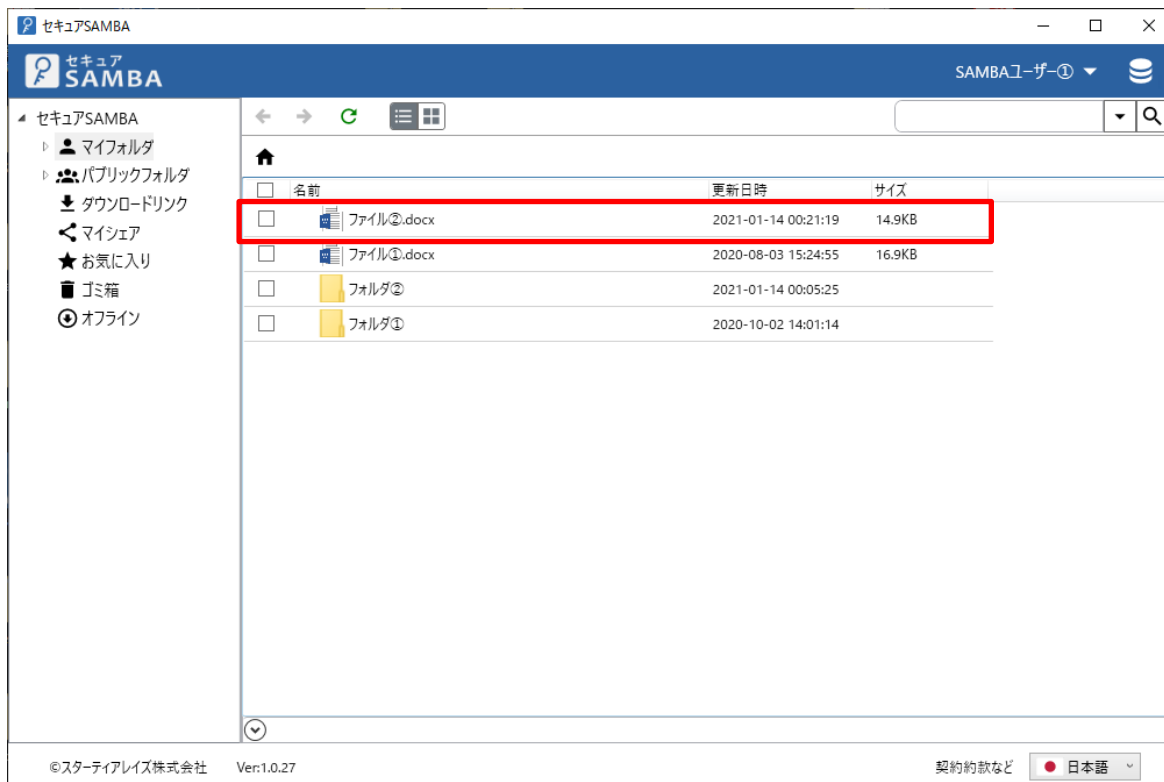 セキュアSAMBA
セキュア
SAMBA
SAMBAユーザー①
セキュアSAMBA
マイフォルダ
パブリックフォルダ
ダウンロードリンク
マイシェア
お気に入り
ゴミ箱
オフライン
名前 更新日時 サイズ
ファイル②.docx 2021-01-14 00:21:19 14.9KB
ファイル①.docx 2020-08-03 15:24:55 16.9KB
フォルダ② 2021-01-14 00:05:25
フォルダ① 2020-10-02 14:01:14
©スターティアレイズ株式会社 Ver:1.0.27 契約約款など 日本語